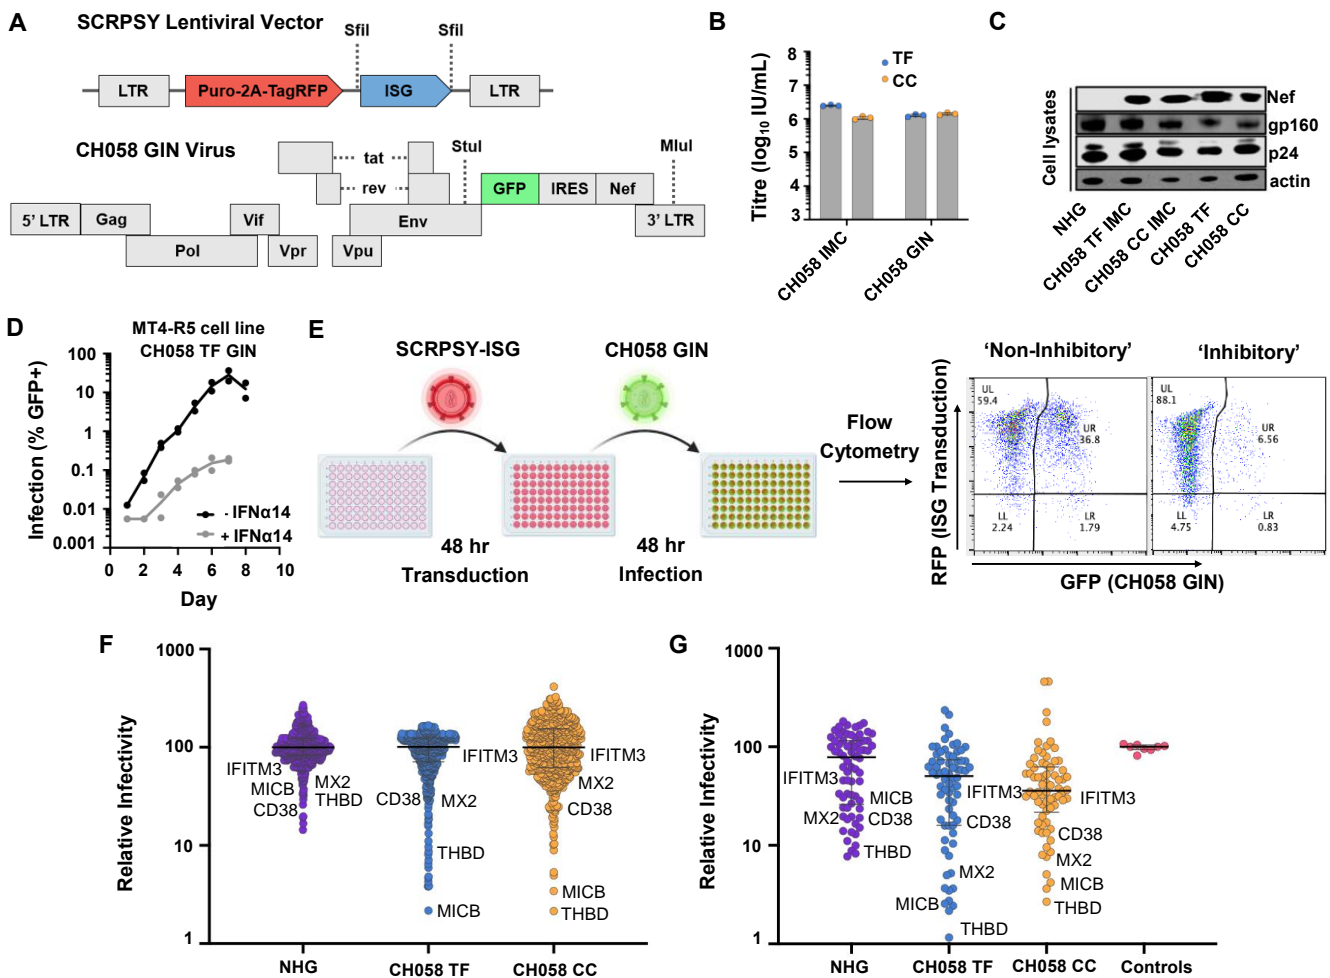 A
SCRPSY Lentiviral Vector
SfiI
SfiI
LTR
Puro-2A-TagRFP
ISG
LTR
CH058 GIN Virus
StuI
MluI
tat
rev
GFP
IRES
Nef
5' LTR
Gag
Vif
Env
3' LTR
Pol
Vpr
Vpu
B
Titre (log10 IU/mL)
8
7
6
5
4
3
TF
CC
CH058 IMC
CH058 GIN
C
Cell lysates
Nef
gp160
p24
actin
NHG
CH058 TF IMC
CH058 CC IMC
CH058 TF
CH058 CC
D
MT4-R5 cell line
CH058 TF GIN
Infection (% GFP+)
100
10
1
0.1
0.01
0.001
- IFNα14
+ IFNα14
0
2
4
6
8
10
Day
E
SCRPSY-ISG
CH058 GIN
48 hr
Transduction
48 hr
Infection
Flow
Cytometry
'Non-Inhibitory'
'Inhibitory'
RFP (ISG Transduction)
UL
59.4
UR
36.8
LL
2.24
LR
1.79
UL
88.1
UR
6.56
LL
4.75
LR
0.83
GFP (CH058 GIN)
F
Relative Infectivity
1000
100
10
1
IFITM3
MICB
CD38
MX2
THBD
IFITM3
CD38
MX2
THBD
MICB
IFITM3
MX2
CD38
MICB
THBD
NHG
CH058 TF
CH058 CC
G
Relative Infectivity
1000
100
10
1
IFITM3
MICB
MX2
CD38
THBD
IFITM3
CD38
MX2
MICB
THBD
IFITM3
CD38
MX2
MICB
THBD
NHG
CH058 TF
CH058 CC
Controls